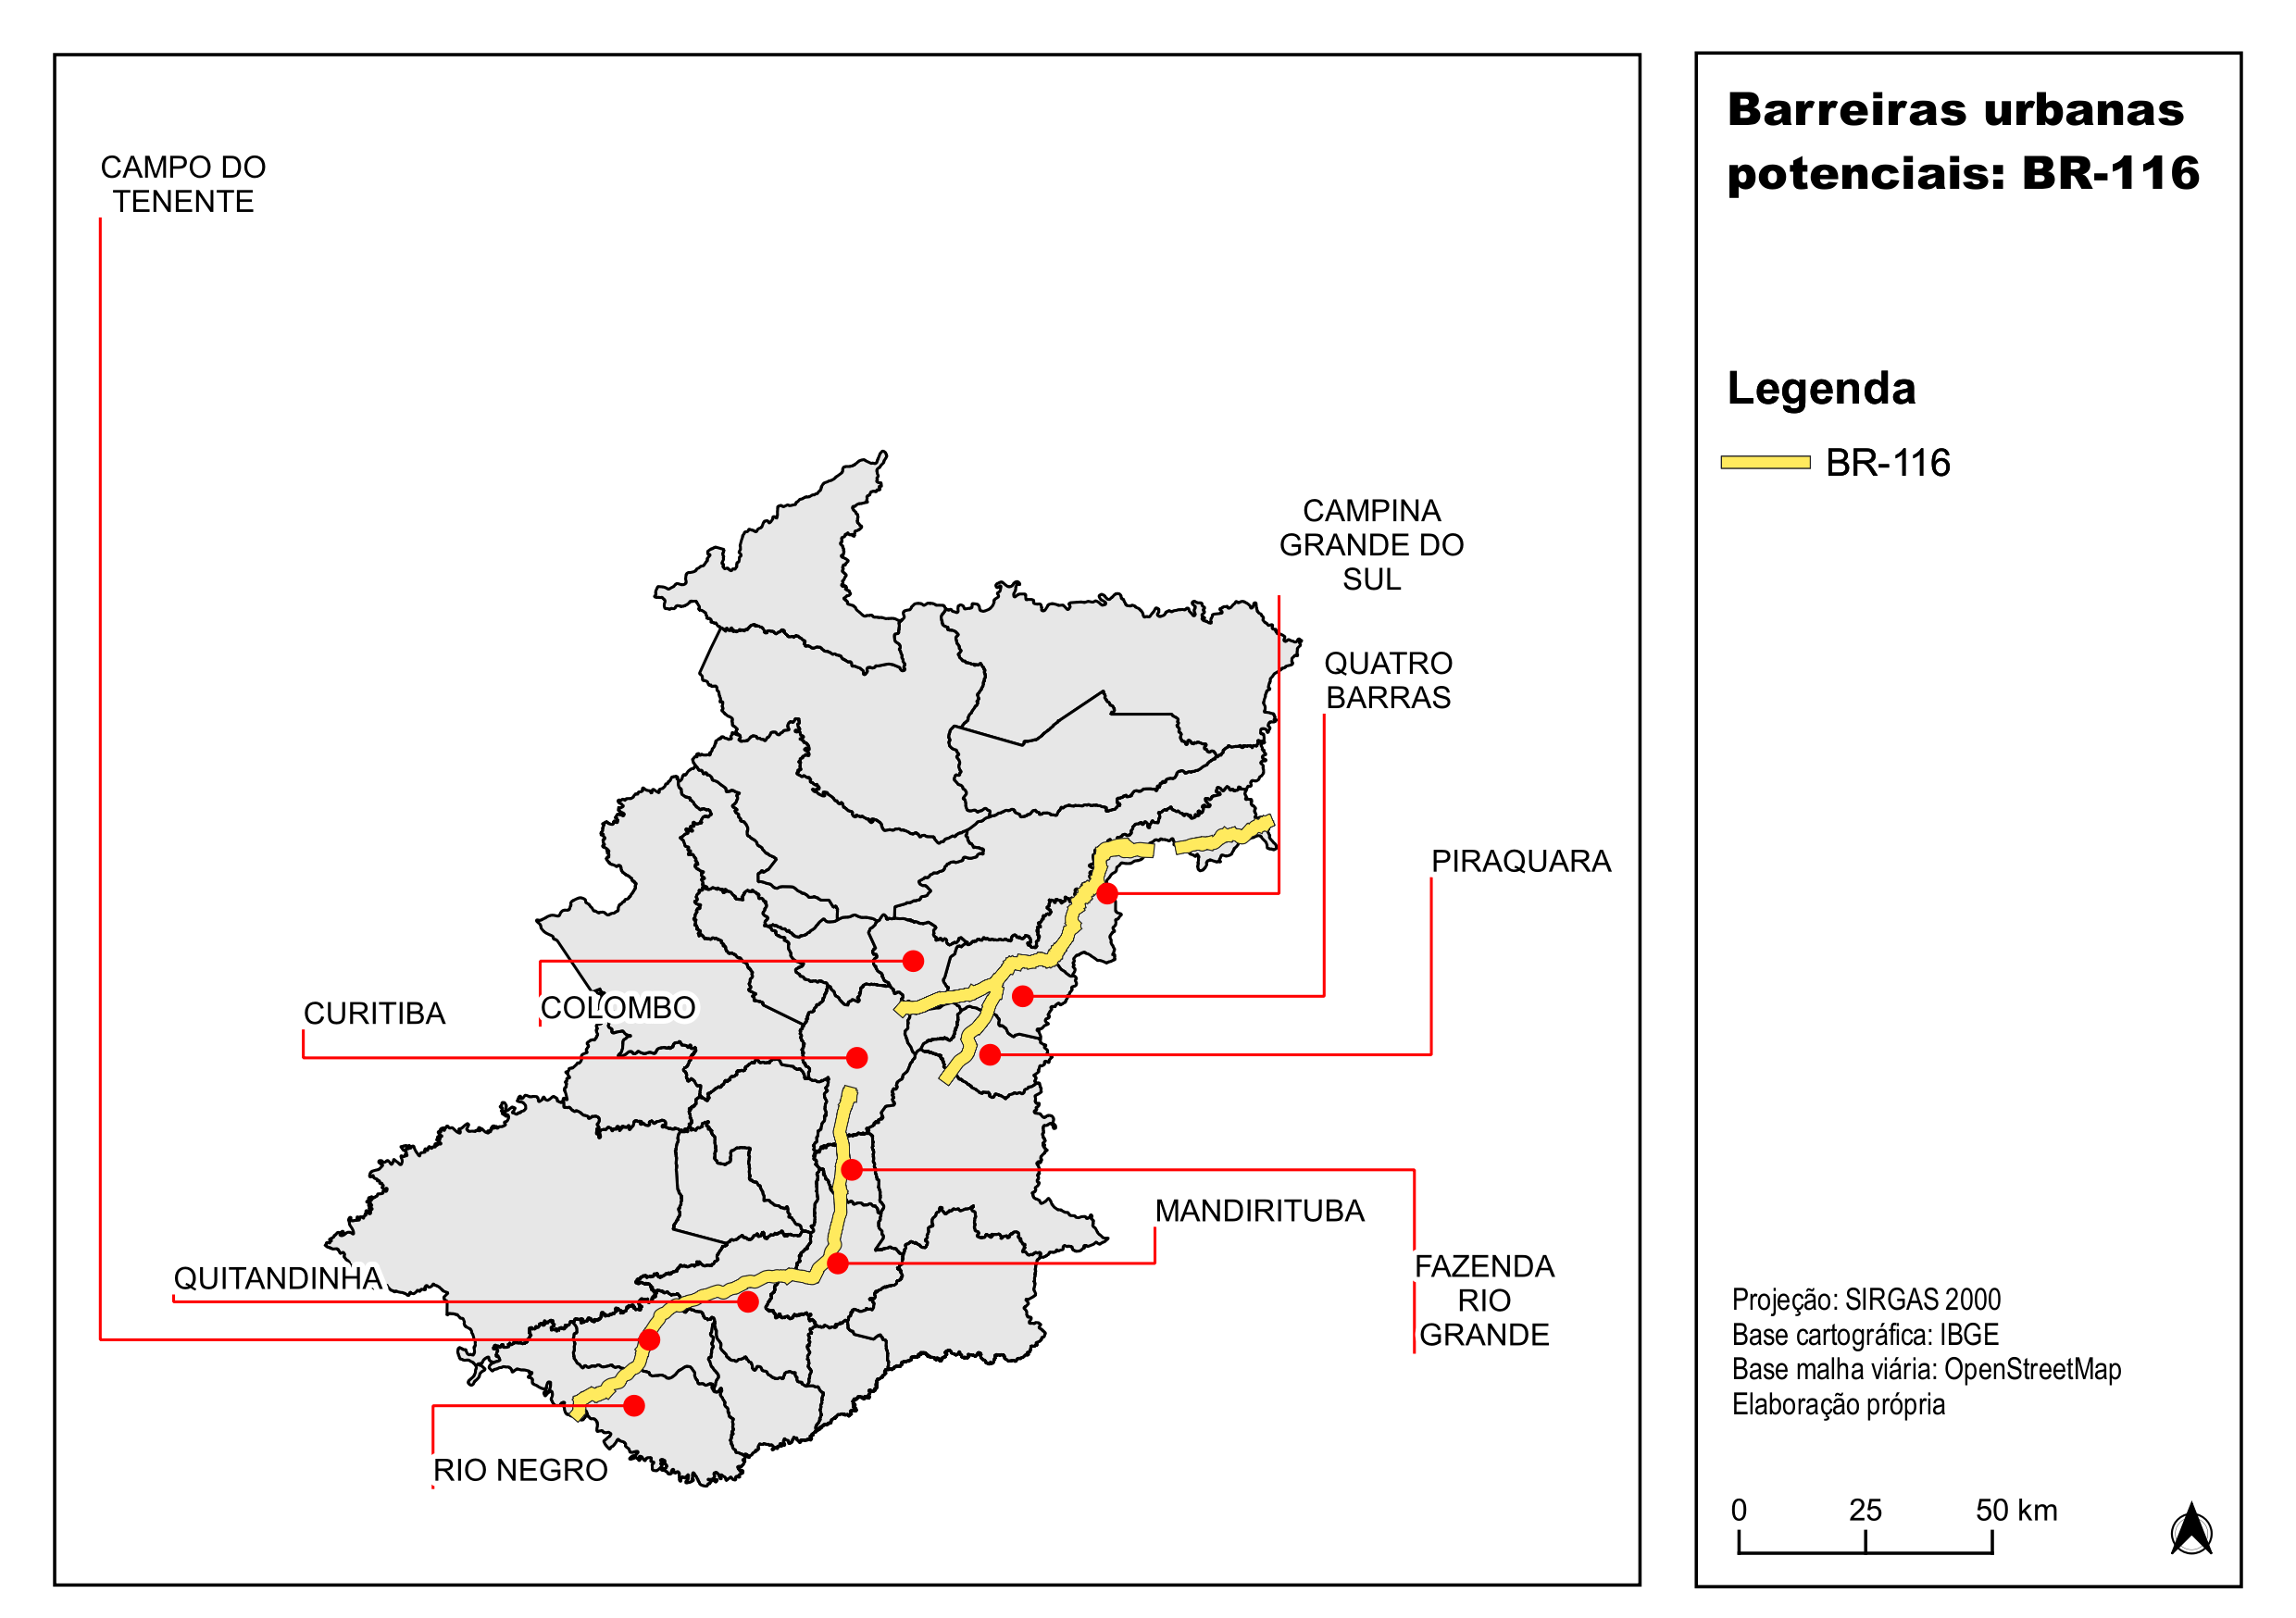 Barreiras urbanas
potenciais: BR-116
Legenda
BR-116
CAMPO DO
TENENTE
CAMPINA
GRANDE DO
SUL
QUATRO
BARRAS
PIRAQUARA
COLOMBO
CURITIBA
MANDIRITUBA
FAZENDA
RIO
GRANDE
QUITANDINHA
RIO NEGRO
Projeção: SIRGAS 2000
Base cartográfica: IBGE
Base malha viária: OpenStreetMap
Elaboração própria
0 25 50 km